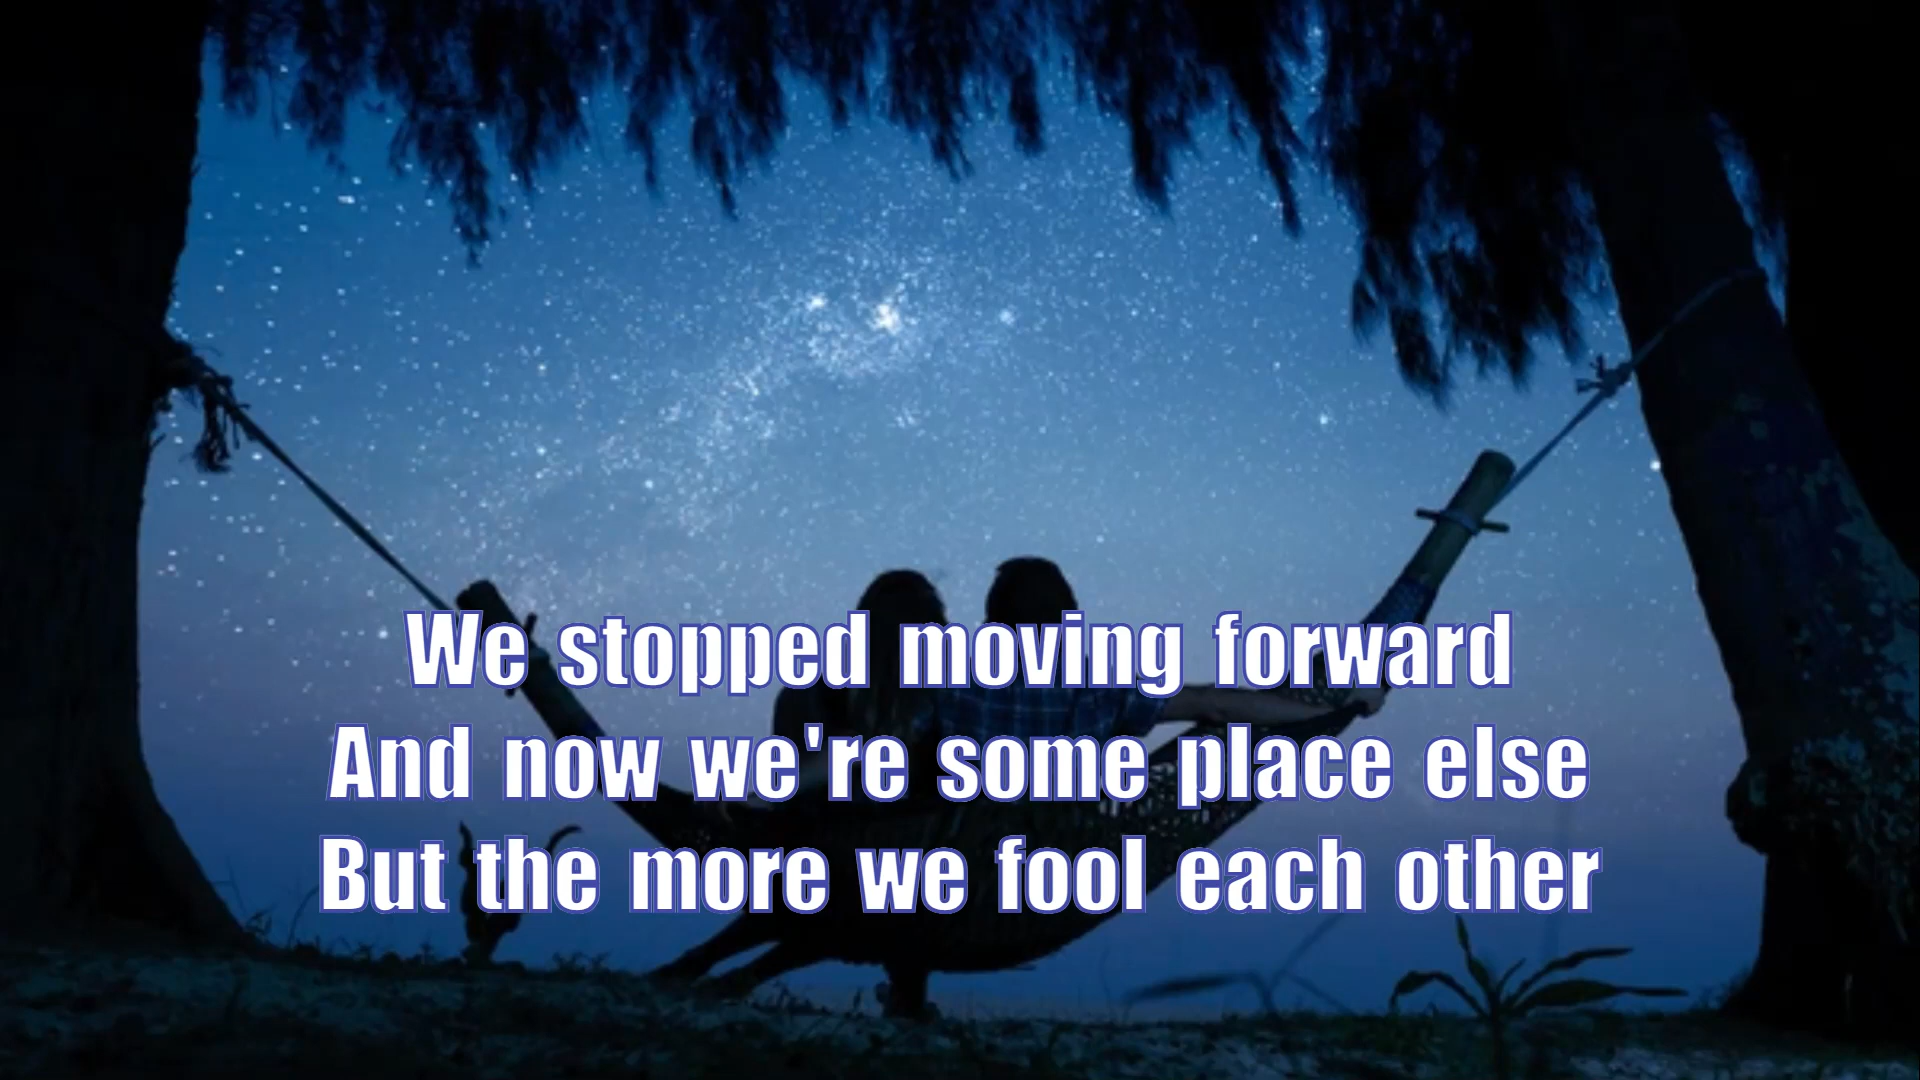 We stopped moving forward
And now we're some place else
But the more we fool each other